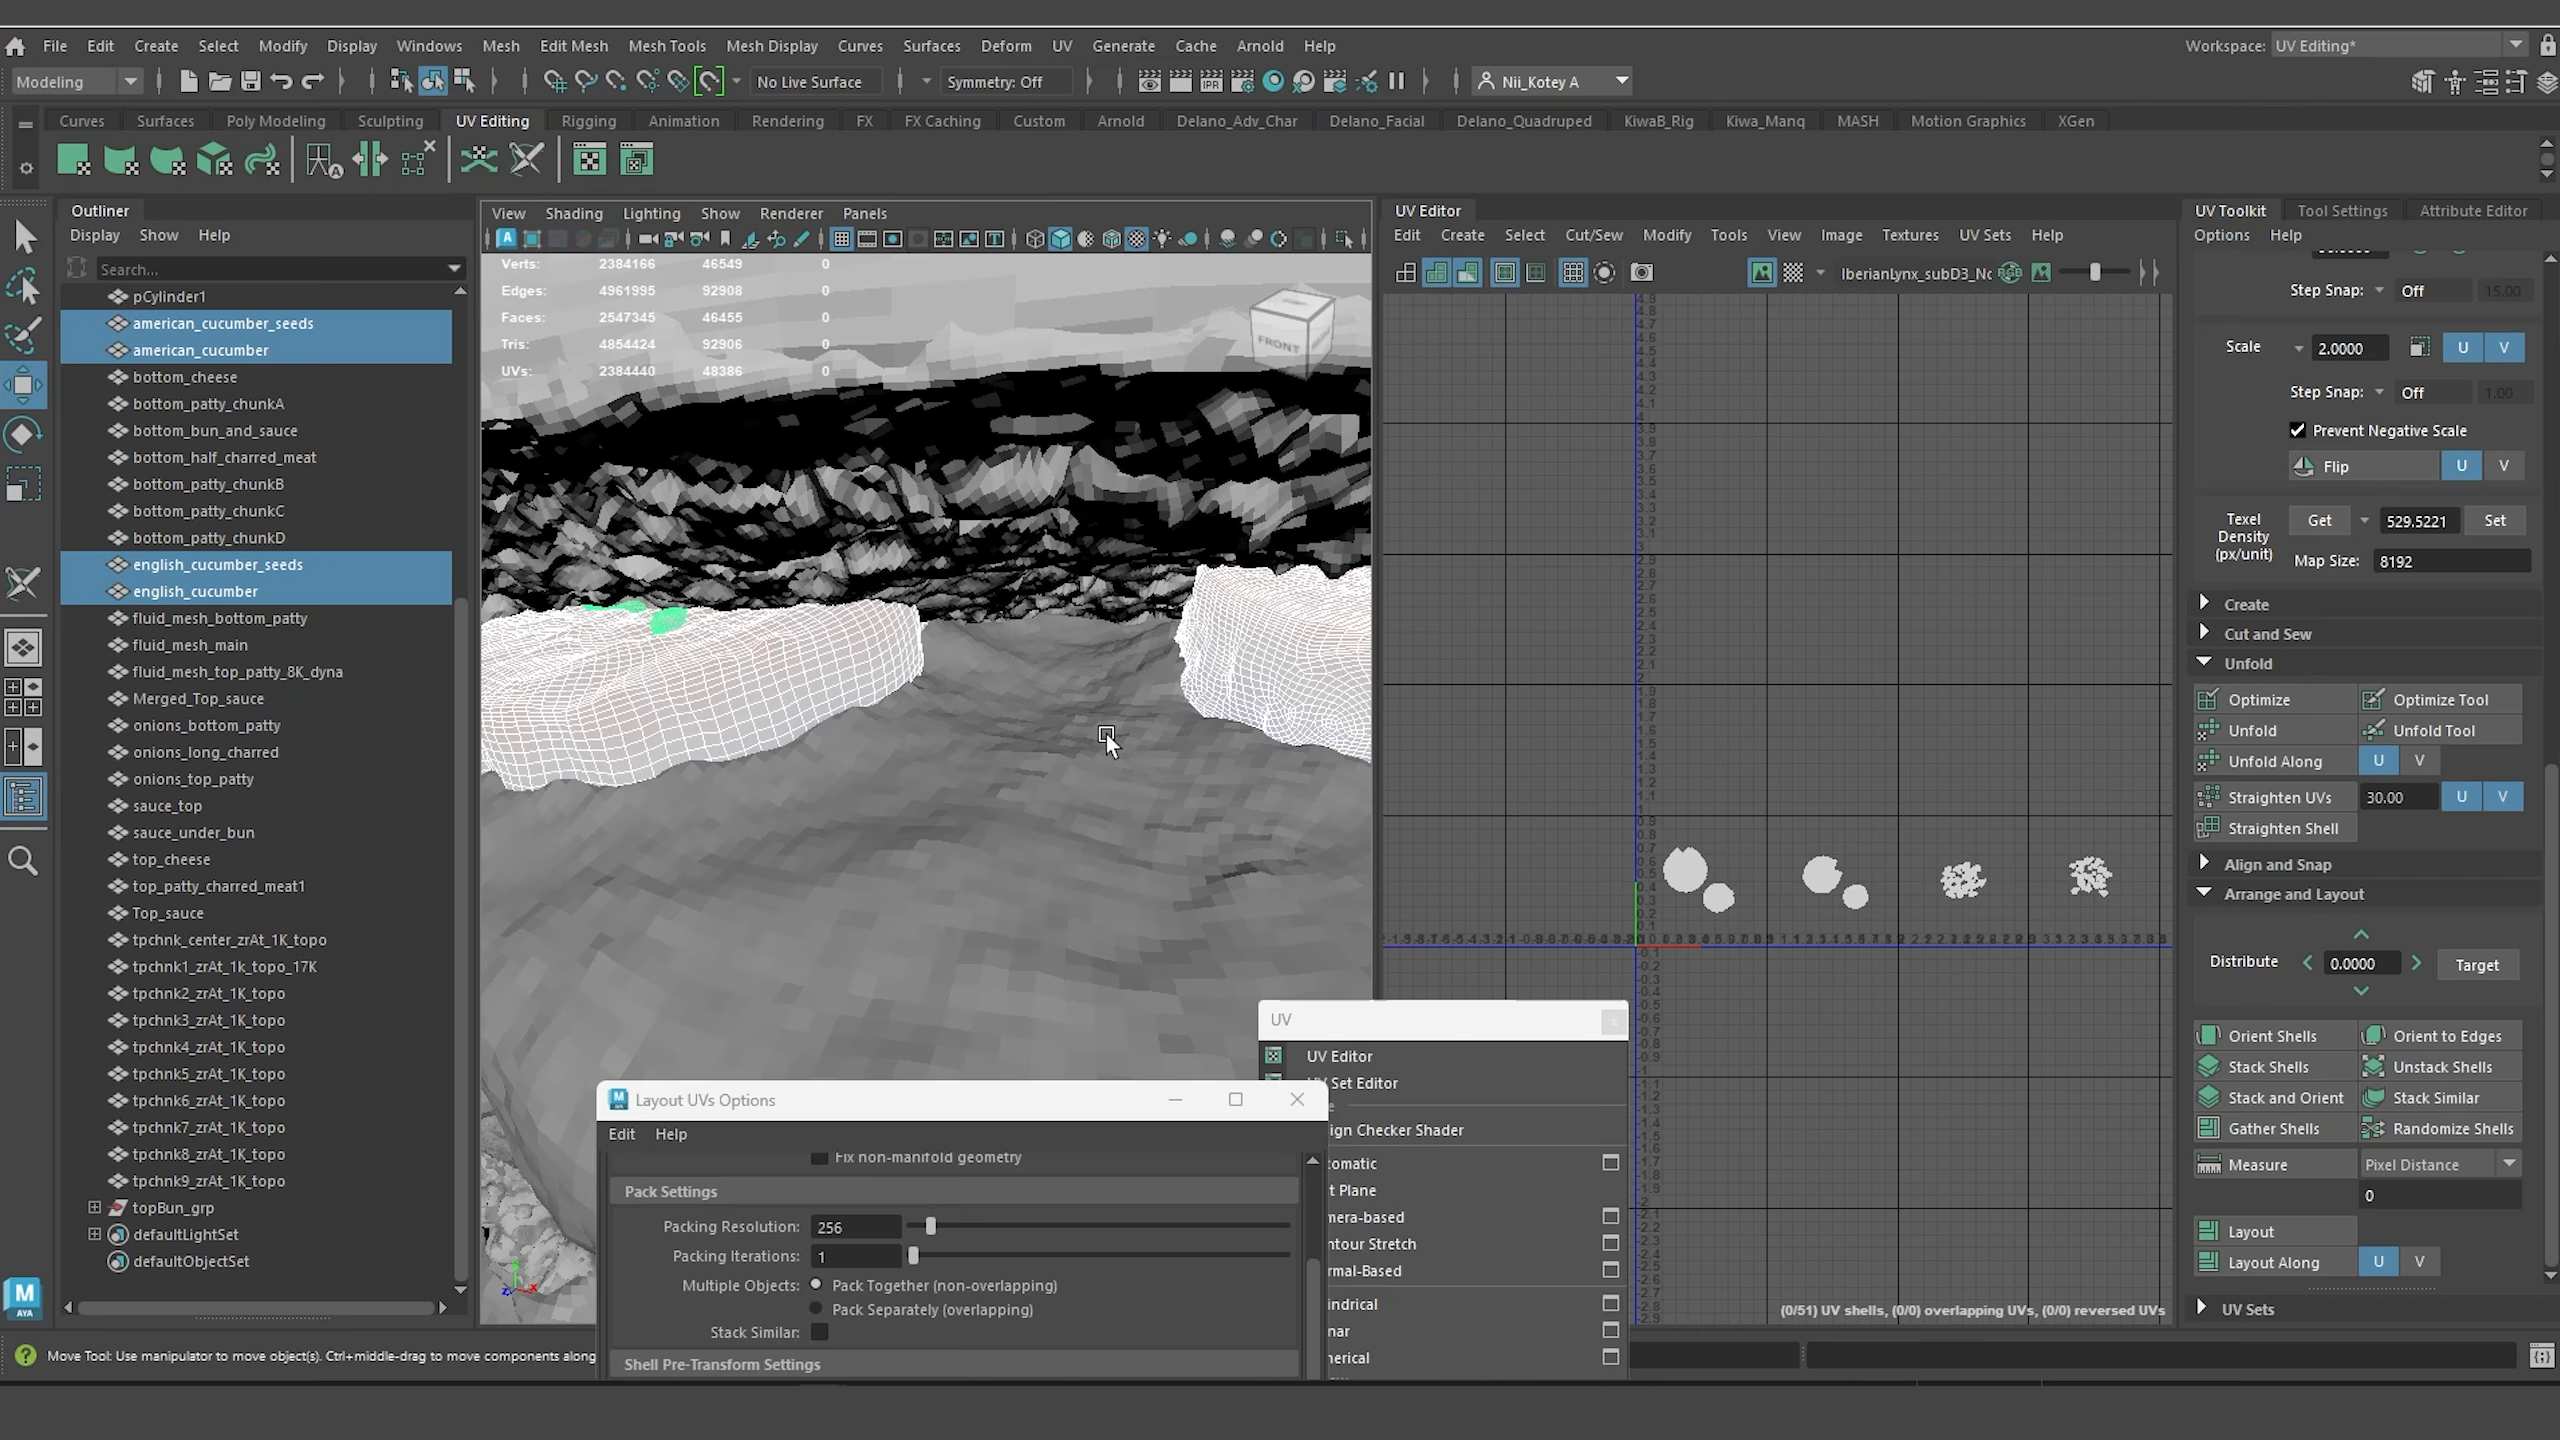 File Edit Create Select Modify Display Windows Mesh Edit Mesh Mesh Tools Mesh Display Curves Surfaces Deform UV Generate Cache Arnold Help
Workspace: UV Editing*
Modeling
No Live Surface
Symmetry: Off
IPR
Nii_Kotey A
Curves Surfaces Poly Modeling Sculpting UV Editing Rigging Animation Rendering FX FX Caching Custom Arnold Delano_Adv_Char Delano_Facial Delano_Quadruped KiwaB_Rig Kiwa_Manq MASH Motion Graphics XGen
Outliner
Display Show Help
Search...
pCylinder1
american_cucumber_seeds
american_cucumber
bottom_cheese
bottom_patty_chunkA
bottom_bun_and_sauce
bottom_half_charred_meat
bottom_patty_chunkB
bottom_patty_chunkC
bottom_patty_chunkD
english_cucumber_seeds
english_cucumber
fluid_mesh_bottom_patty
fluid_mesh_main
fluid_mesh_top_patty_8K_dyna
Merged_Top_sauce
onions_bottom_patty
onions_long_charred
onions_top_patty
sauce_top
sauce_under_bun
top_cheese
top_patty_charred_meat1
Top_sauce
tpchnk_center_zrAt_1K_topo
tpchnk1_zrAt_1k_topo_17K
tpchnk2_zrAt_1K_topo
tpchnk3_zrAt_1K_topo
tpchnk4_zrAt_1K_topo
tpchnk5_zrAt_1K_topo
tpchnk6_zrAt_1K_topo
tpchnk7_zrAt_1K_topo
tpchnk8_zrAt_1K_topo
tpchnk9_zrAt_1K_topo
topBun_grp
defaultLightSet
defaultObjectSet
M
AYA
Move Tool: Use manipulator to move object(s). Ctrl+middle-drag to move components along
View Shading Lighting Show Renderer Panels
Verts: 2384166 46549 0
Edges: 4961995 92908 0
Faces: 2547345 46455 0
Tris: 4854424 92906 0
UVs: 2384440 48386 0
FRONT
Layout UVs Options
Edit Help
Fix non-manifold geometry
Pack Settings
Packing Resolution: 256
Packing Iterations: 1
Multiple Objects: Pack Together (non-overlapping)
Pack Separately (overlapping)
Stack Similar:
Shell Pre-Transform Settings
UV
UV Editor
Set Editor
ign Checker Shader
tomatic
t Plane
mera-based
ntour Stretch
rmal-Based
indrical
nar
herical
UV Editor
Edit Create Select Cut/Sew Modify Tools View Image Textures UV Sets Help
IberianLynx_subD3_Nc
RGB
(0/51) UV shells, (0/0) overlapping UVs, (0/0) reversed UVs
UV Toolkit Tool Settings Attribute Editor
Options Help
Step Snap: Off 15.00
Scale 2.0000 U V
Step Snap: Off 1.00
Prevent Negative Scale
Flip U V
Texel Density (px/unit) Get 529.5221 Set
Map Size: 8192
Create
Cut and Sew
Unfold
Optimize Optimize Tool
Unfold Unfold Tool
Unfold Along U V
Straighten UVs 30.00 U V
Straighten Shell
Align and Snap
Arrange and Layout
Distribute 0.0000 Target
Orient Shells Orient to Edges
Stack Shells Unstack Shells
Stack and Orient Stack Similar
Gather Shells Randomize Shells
Measure Pixel Distance
0
Layout
Layout Along U V
UV Sets